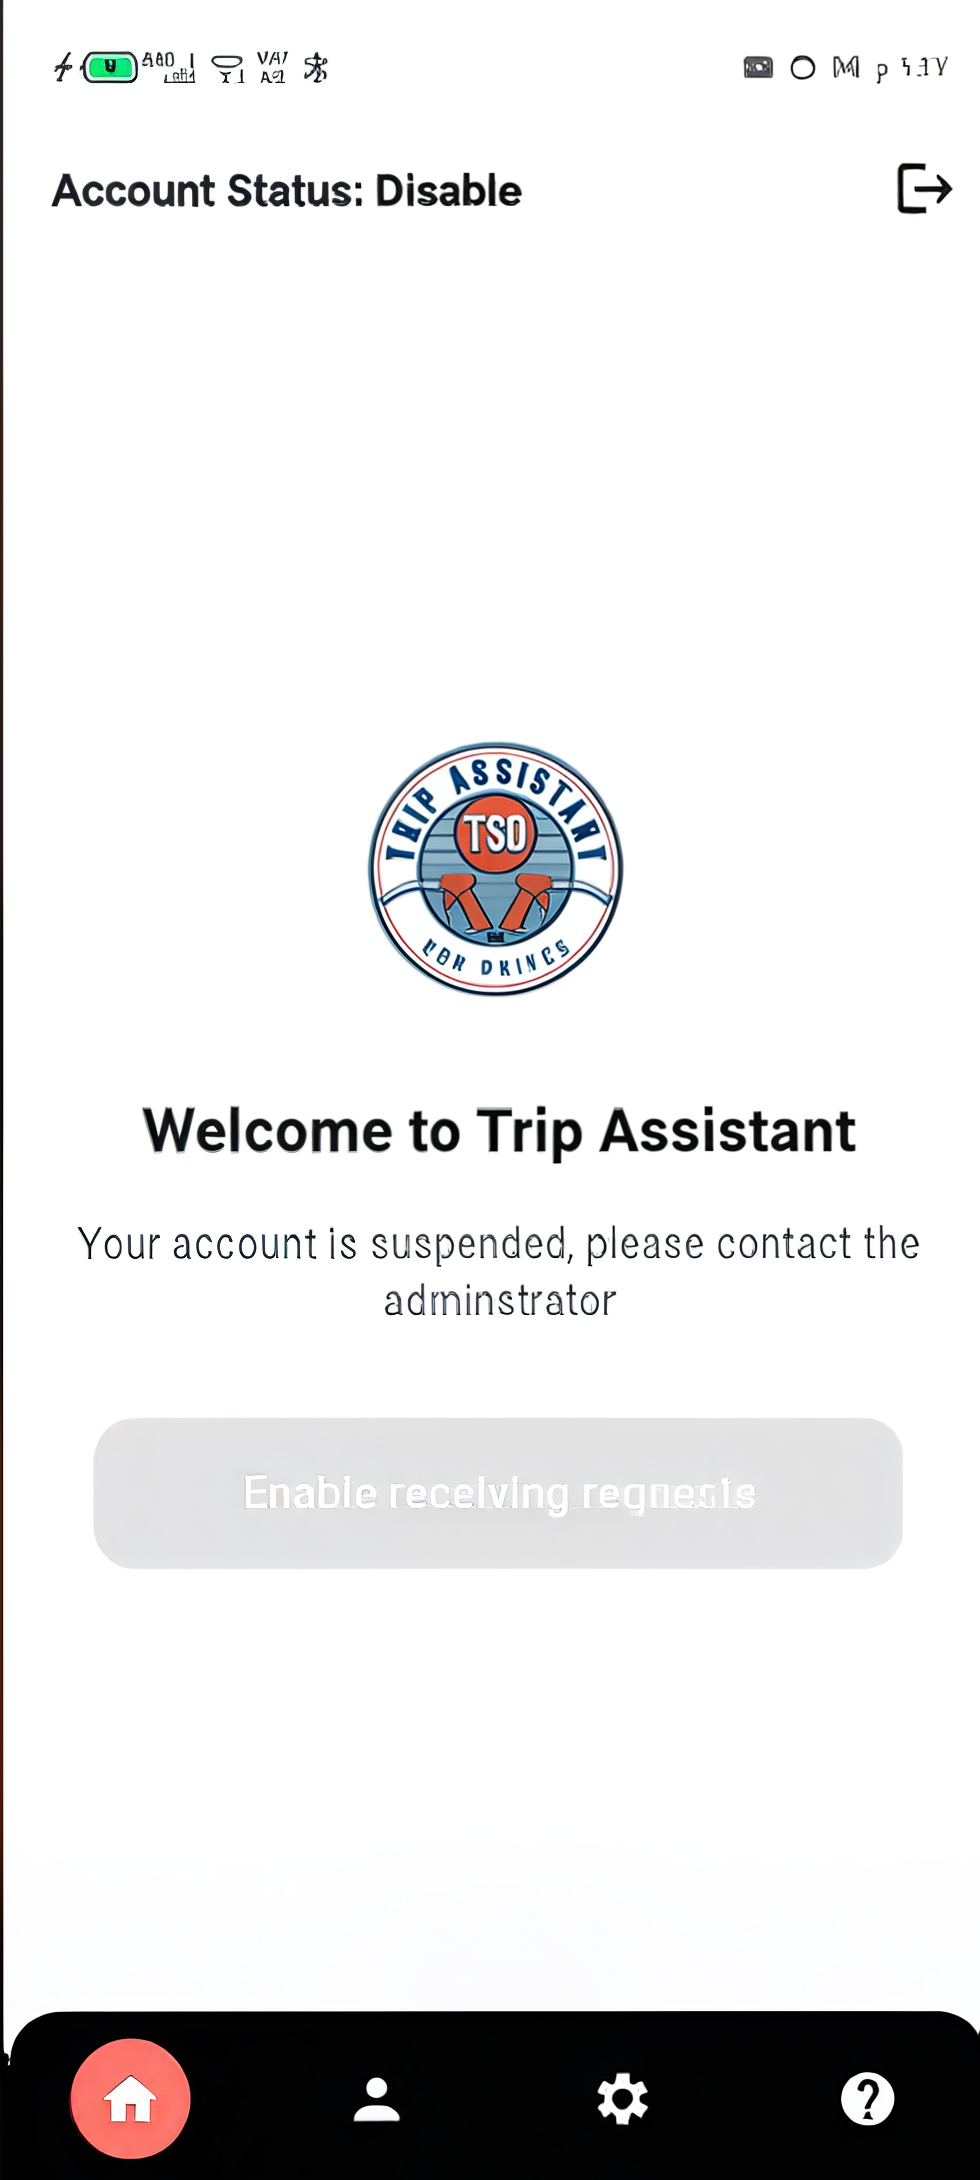 Account Status: Disable
TRIP ASSISTANT
TSD
Welcome to Trip Assistant
Your account is suspended, please contact the
adminstrator
Enable receiving requests